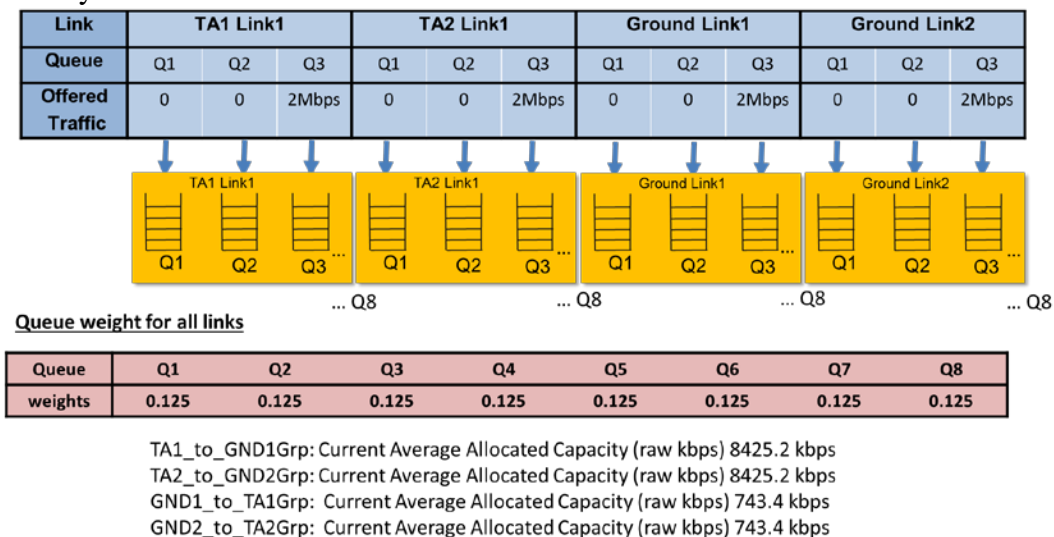 Link TA1 Link1 TA2 Link1 Ground Link1 Ground Link2
Queue Q1 Q2 Q3 Q1 Q2 Q3 Q1 Q2 Q3 Q1 Q2 Q3
Offered Traffic 0 0 2Mbps 0 0 2Mbps 0 0 2Mbps 0 0 2Mbps
TA1 Link1 TA2 Link1 Ground Link1 Ground Link2
Q1 Q2 Q3 ... Q1 Q2 Q3 ... Q1 Q2 Q3 ... Q1 Q2 Q3 ...
... Q8 ... Q8 ... Q8 ... Q8
Queue weight for all links
Queue Q1 Q2 Q3 Q4 Q5 Q6 Q7 Q8
weights 0.125 0.125 0.125 0.125 0.125 0.125 0.125 0.125
TA1_to_GND1Grp: Current Average Allocated Capacity (raw kbps) 8425.2 kbps
TA2_to_GND2Grp: Current Average Allocated Capacity (raw kbps) 8425.2 kbps
GND1_to_TA1Grp: Current Average Allocated Capacity (raw kbps) 743.4 kbps
GND2_to_TA2Grp: Current Average Allocated Capacity (raw kbps) 743.4 kbps